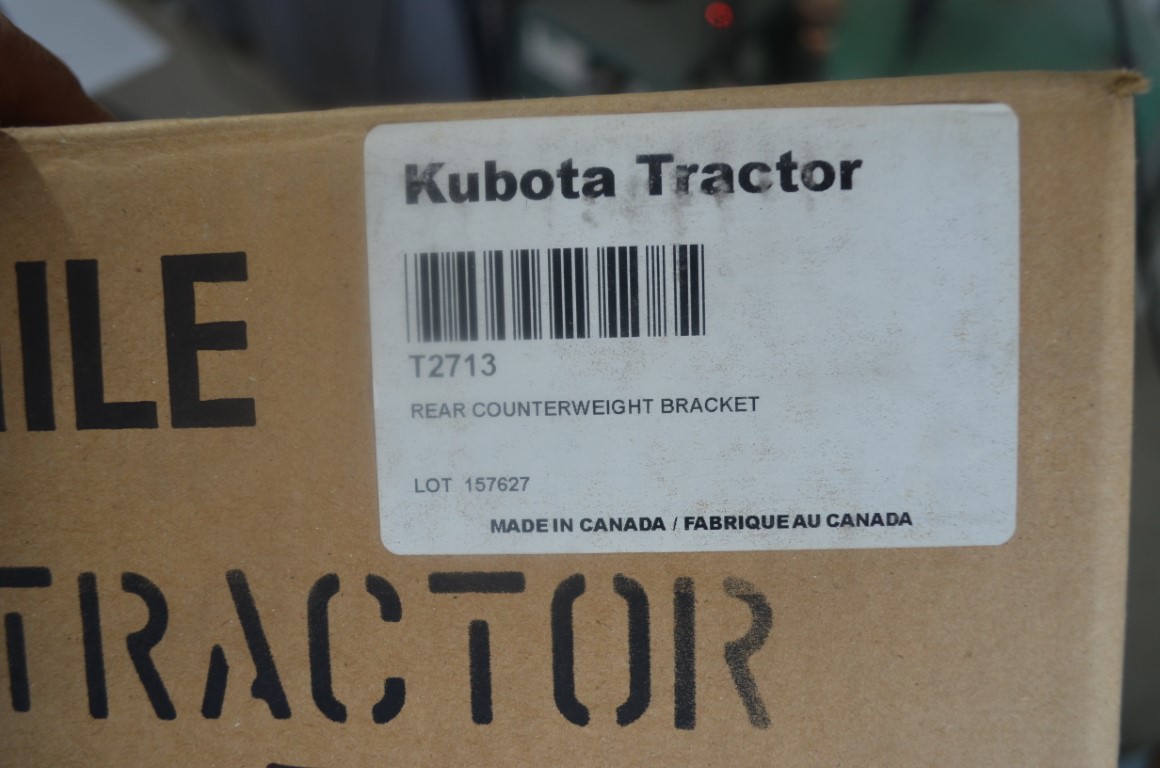 Kubota Tractor
T2713
REAR COUNTERWEIGHT BRACKET
LOT 157627
MADE IN CANADA / FABRIQUE AU CANADA
ILE
TRACTOR